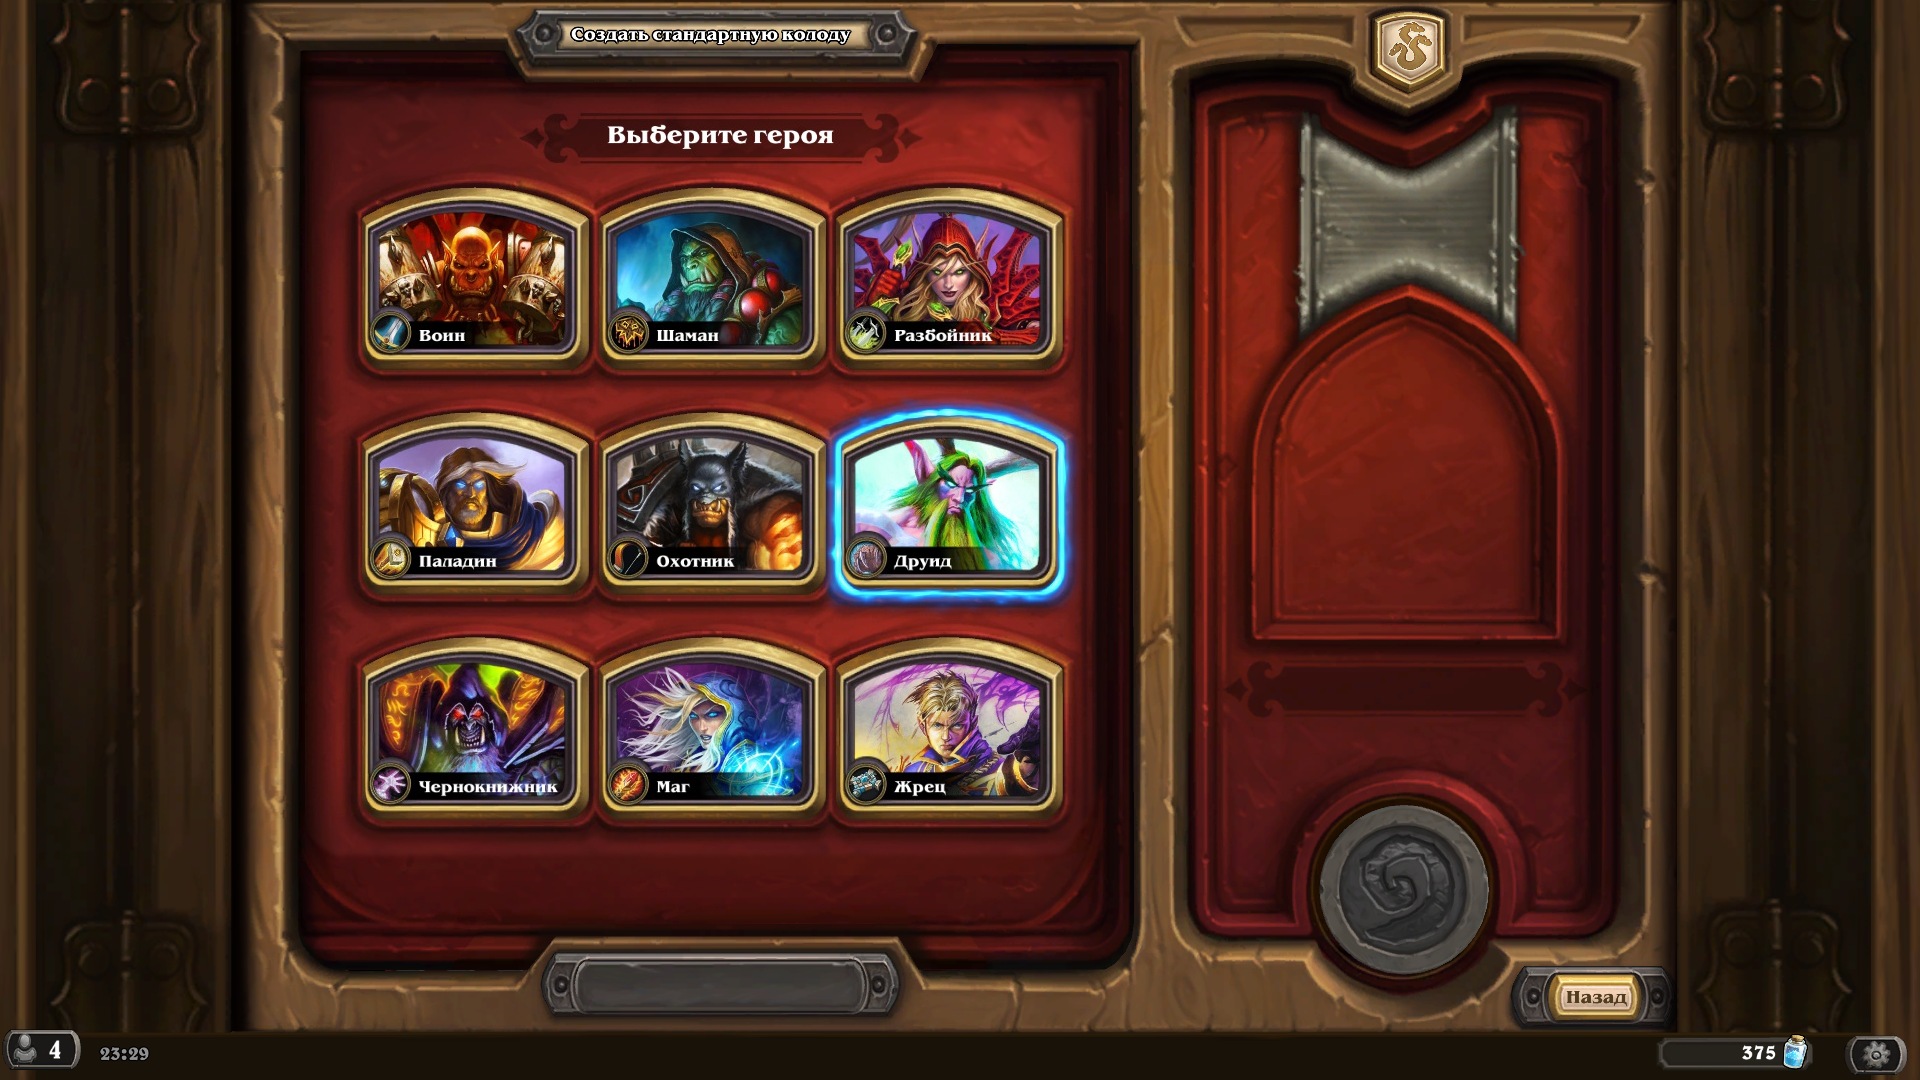 Создать стандартную колоду
Выберите героя
Воин
Шаман
Разбойник
Паладин
Охотник
Друид
Чернокнижник
Маг
Жрец
Назад
4
23:29
375